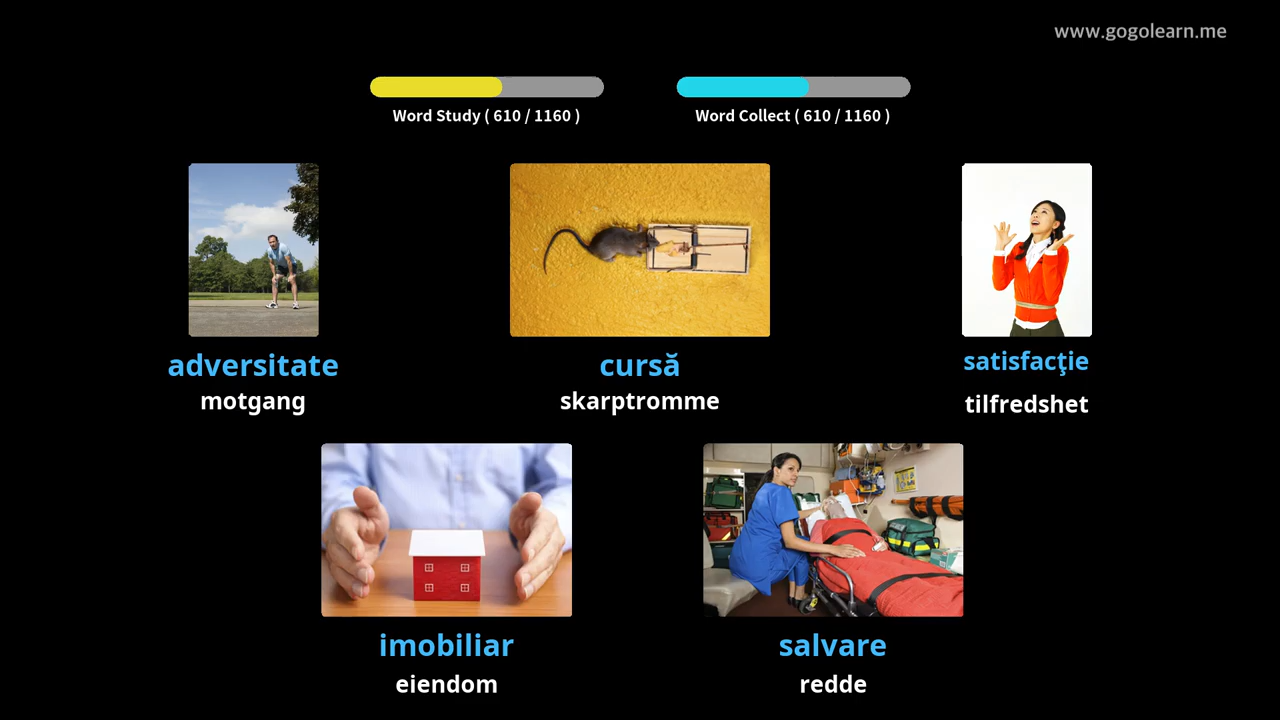 www.gogolearn.me
Word Study ( 610 / 1160 )
Word Collect ( 610 / 1160 )
adversitate
motgang
cursă
skarptromme
satisfacţie
tilfredshet
imobiliar
eiendom
salvare
redde